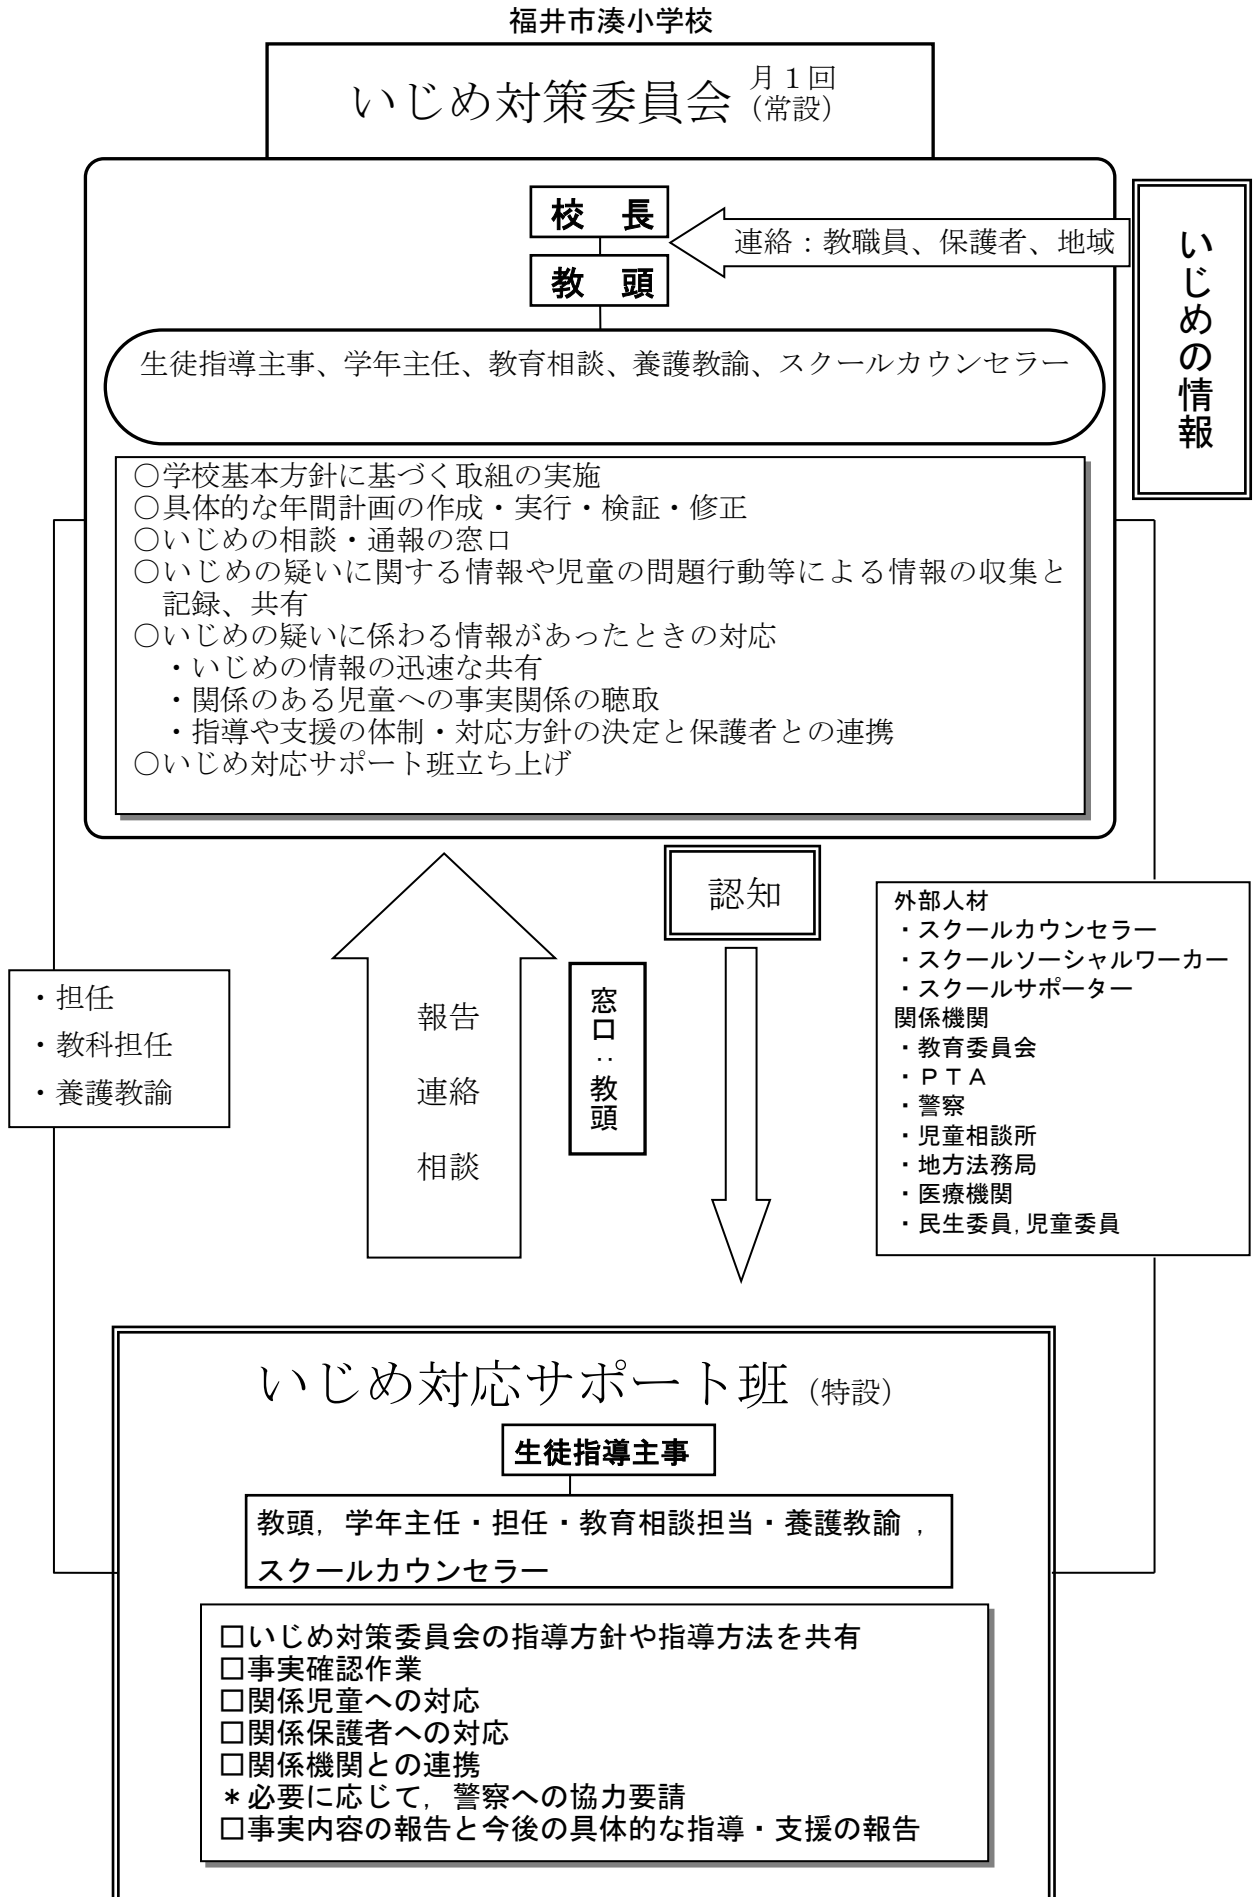 福井市湊小学校
いじめ対策委員会 月1回
(常設)
校　長
連絡：教職員、保護者、地域
教　頭
いじめの情報
生徒指導主事、学年主任、教育相談、養護教諭、スクールカウンセラー
○学校基本方針に基づく取組の実施
○具体的な年間計画の作成・実行・検証・修正
○いじめの相談・通報の窓口
○いじめの疑いに関する情報や児童の問題行動等による情報の収集と
記録、共有
○いじめの疑いに係わる情報があったときの対応
・いじめの情報の迅速な共有
・関係のある児童への事実関係の聴取
・指導や支援の体制・対応方針の決定と保護者との連携
○いじめ対応サポート班立ち上げ
認知
・担任
・教科担任
・養護教諭
報告
連絡
相談
窓口：教頭
外部人材
・スクールカウンセラー
・スクールソーシャルワーカー
・スクールサポーター
関係機関
・教育委員会
・ＰＴＡ
・警察
・児童相談所
・地方法務局
・医療機関
・民生委員,児童委員
いじめ対応サポート班（特設）
生徒指導主事
教頭，学年主任・担任・教育相談担当・養護教諭，
スクールカウンセラー
□いじめ対策委員会の指導方針や指導方法を共有
□事実確認作業
□関係児童への対応
□関係保護者への対応
□関係機関との連携
＊必要に応じて，警察への協力要請
□事実内容の報告と今後の具体的な指導・支援の報告